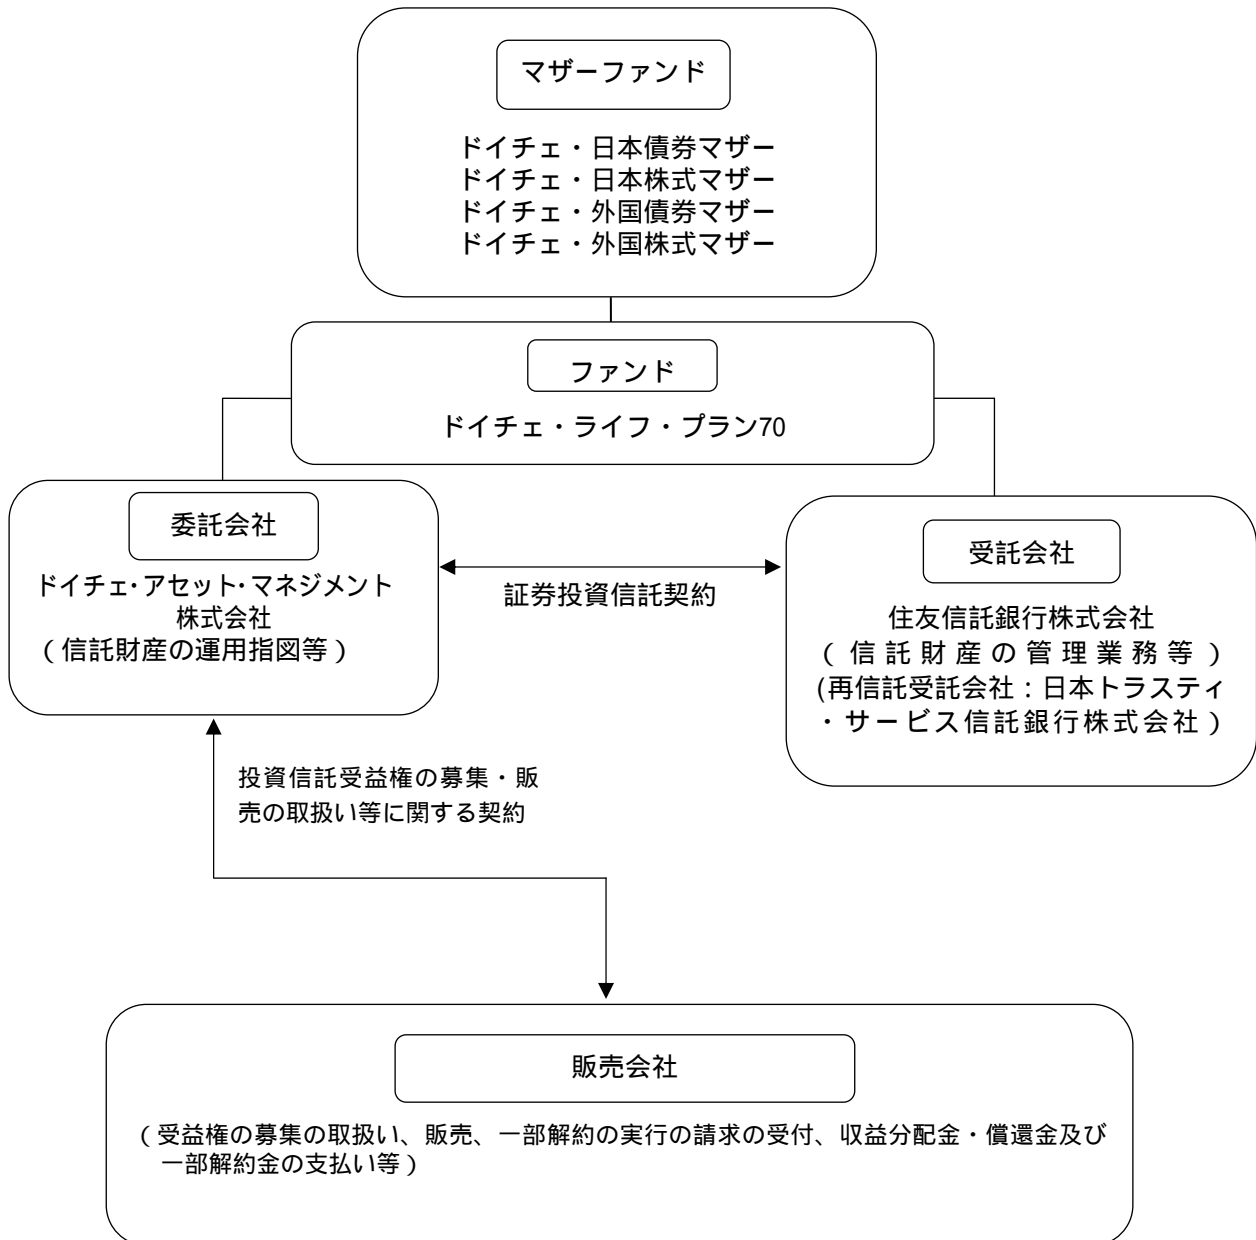 マザーファンド
ドイチェ・日本債券マザー
ドイチェ・日本株式マザー
ドイチェ・外国債券マザー
ドイチェ・外国株式マザー
ファンド
ドイチェ・ライフ・プラン70
委託会社
ドイチェ・アセット・マネジメント
株式会社
(信託財産の運用指図等)
証券投資信託契約
受託会社
住友信託銀行株式会社
(信託財産の管理業務等)
(再信託受託会社:日本トラスティ
・サービス信託銀行株式会社)
投資信託受益権の募集・販
売の取扱い等に関する契約
販売会社
(受益権の募集の取扱い、販売、一部解約の実行の請求の受付、収益分配金・償還金及び
一部解約金の支払い等)